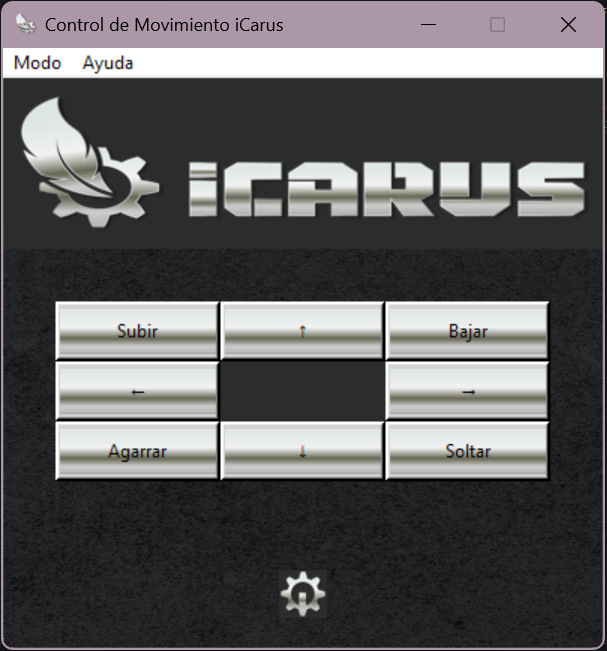 Control de Movimiento iCarus
Modo Ayuda
iCARUS
Subir ↑ Bajar
← →
Agarrar ↓ Soltar